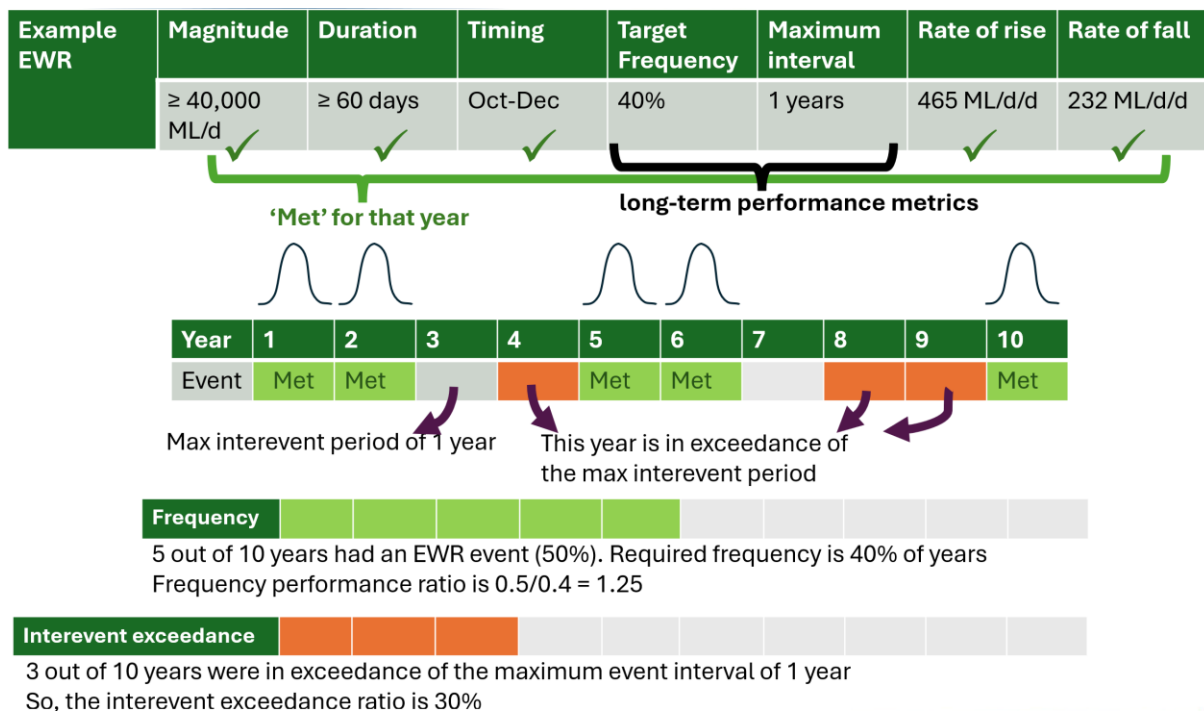 Example EWR
Magnitude
Duration
Timing
Target Frequency
Maximum interval
Rate of rise
Rate of fall
≥ 40,000 ML/d
≥ 60 days
Oct-Dec
40%
1 years
465 ML/d/d
232 ML/d/d
'Met' for that year
long-term performance metrics
Year 1 2 3 4 5 6 7 8 9 10
Event Met Met Met Met Met
Max interevent period of 1 year
This year is in exceedance of
the max interevent period
Frequency
5 out of 10 years had an EWR event (50%). Required frequency is 40% of years
Frequency performance ratio is 0.5/0.4 = 1.25
Interevent exceedance
3 out of 10 years were in exceedance of the maximum event interval of 1 year
So, the interevent exceedance ratio is 30%